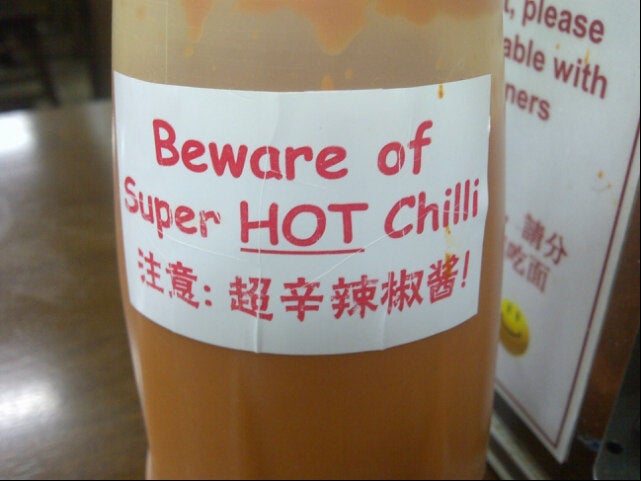 Beware of
Super HOT Chilli
注意: 超辛辣椒酱!
, please
able with
ners
請分
吃面